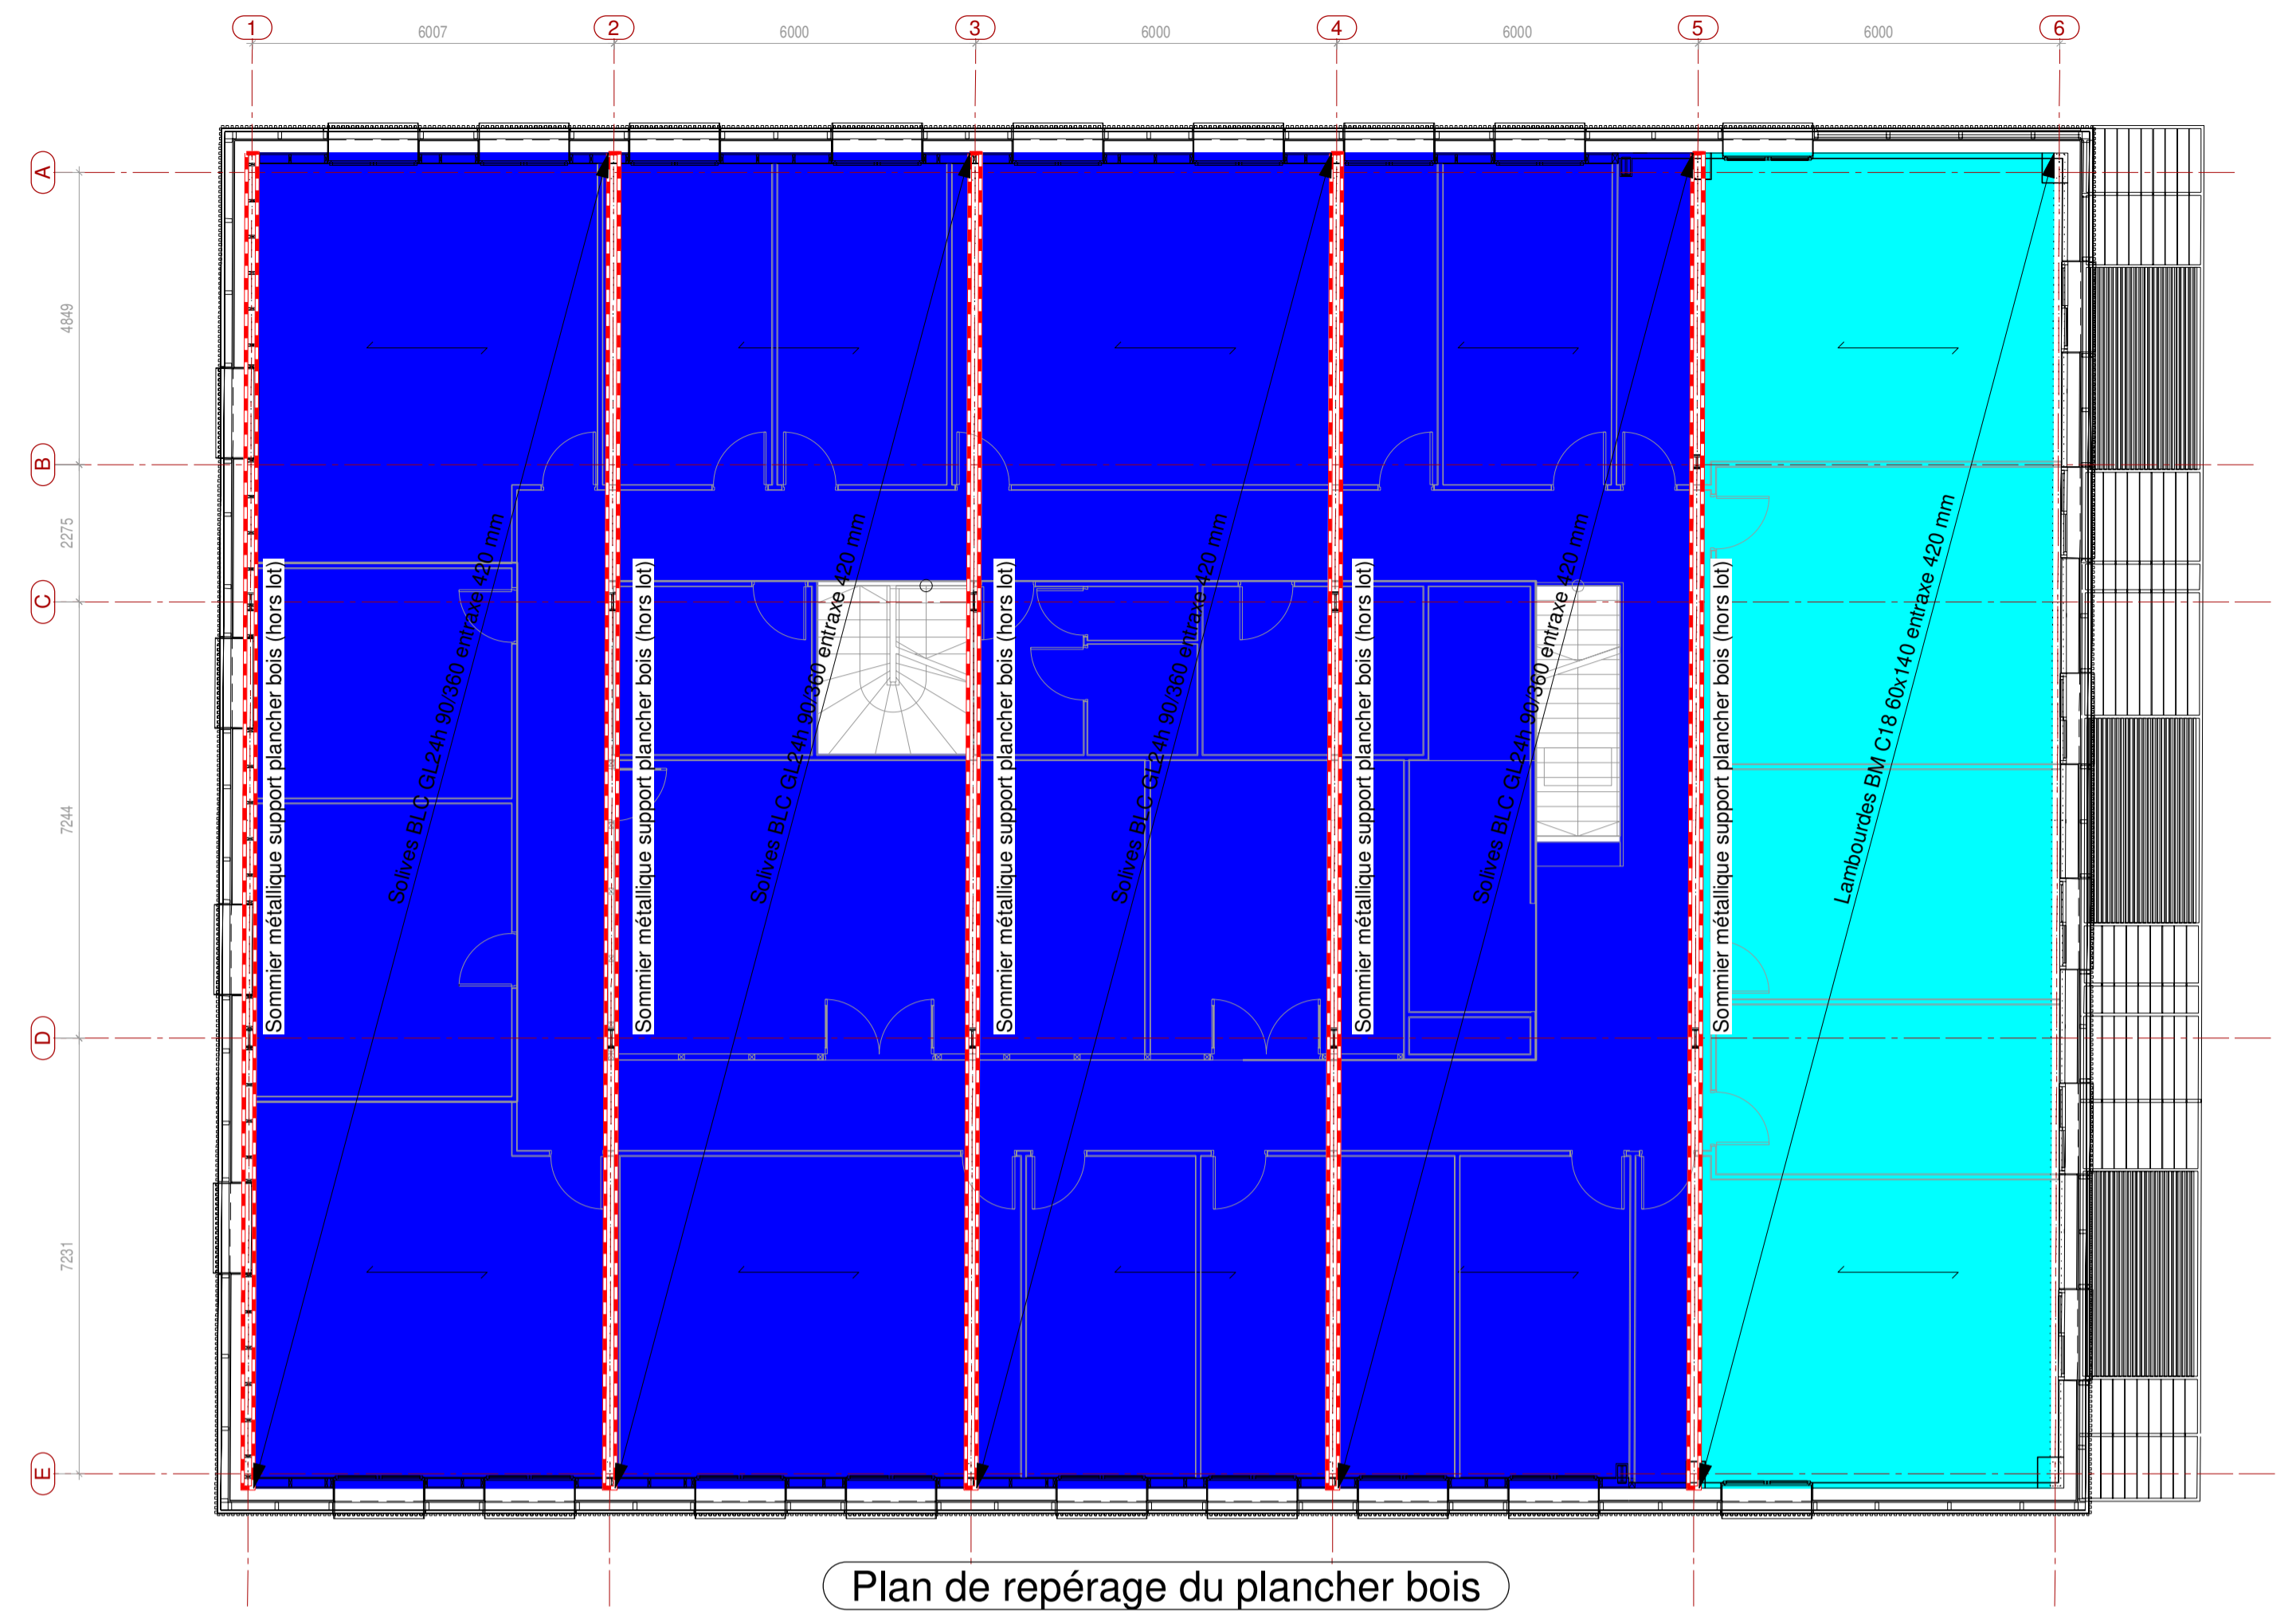 1
2
3
4
5
6
6007
6000
6000
6000
6000
A
B
C
D
E
4849
2275
7244
7231
Sommier métallique support plancher bois (hors lot)
Solives BLC GL24h 90/360 entraxe 420 mm
Sommier métallique support plancher bois (hors lot)
Solives BLC GL24h 90/360 entraxe 420 mm
Sommier métallique support plancher bois (hors lot)
Solives BLC GL24h 90/360 entraxe 420 mm
Sommier métallique support plancher bois (hors lot)
Solives BLC GL24h 90/360 entraxe 420 mm
Sommier métallique support plancher bois (hors lot)
Lambourdes BM C18 60x140 entraxe 420 mm
Plan de repérage du plancher bois